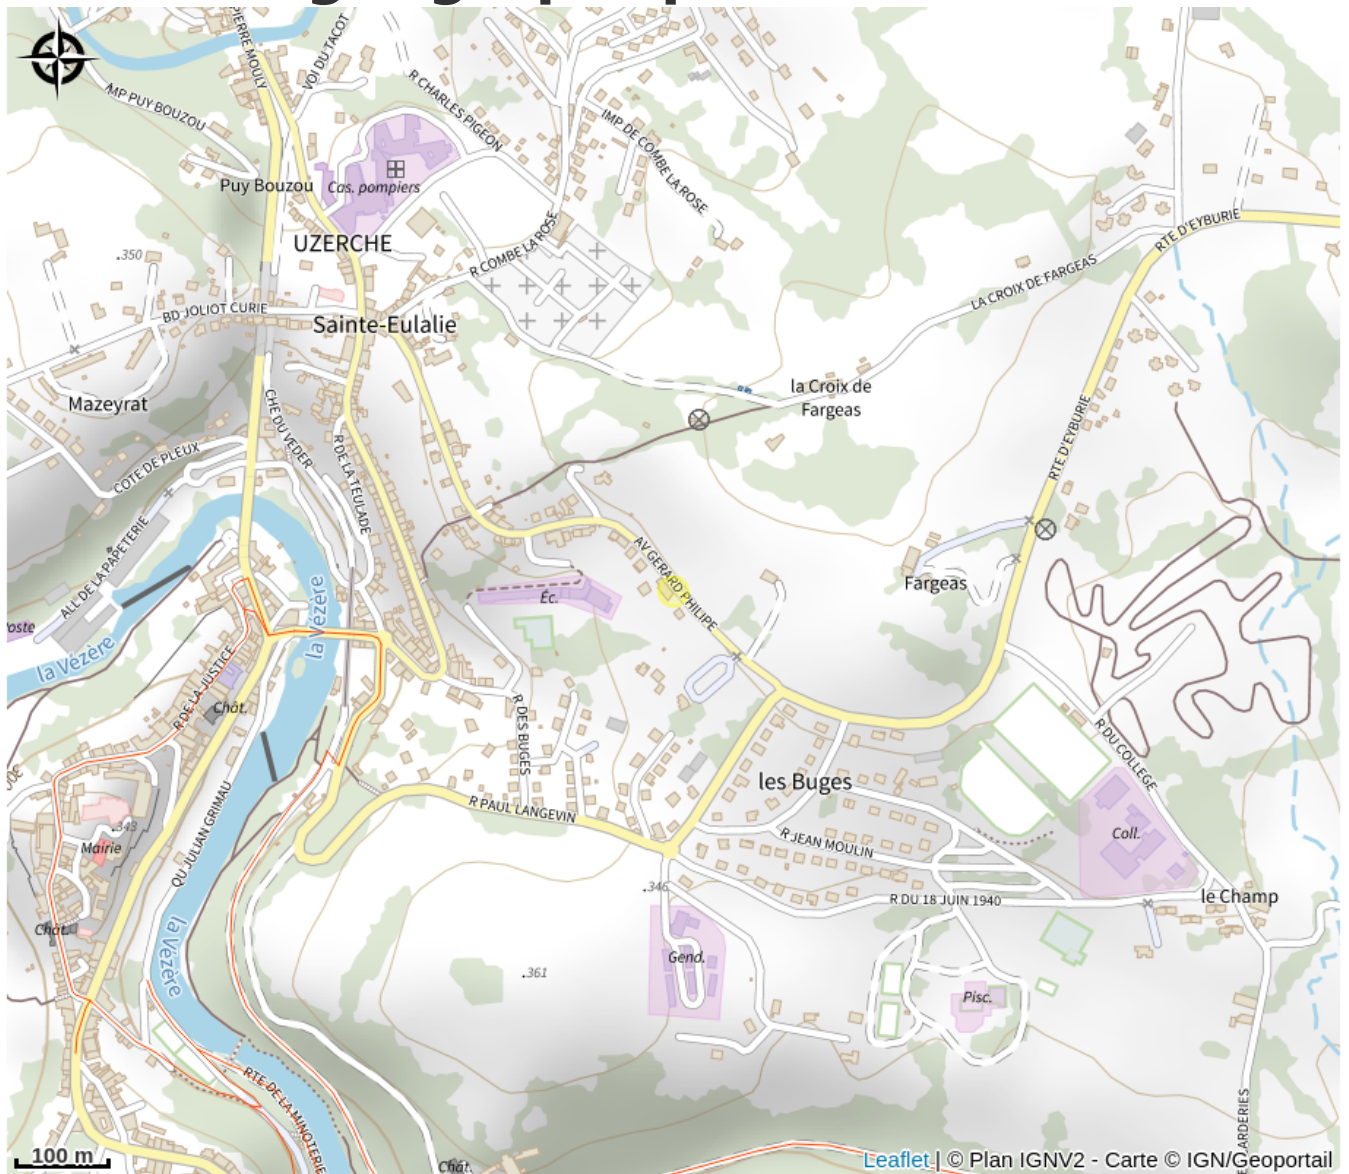 PIERRE MOULY
VOI DU TACOT
R CHARLES PIGEON
IMP DE COMBE LA ROSE
MP PUY BOUZOU
Puy Bouzou
Cas. pompiers
UZERCHE
R COMBE LA ROSE
RTE D'EYBURIE
LA CROIX DE FARGEAS
.350
BD JOLIOT CURIE
Sainte-Eulalie
Mazeyrat
la Croix de
Fargeas
CHE DU VEDER
R DE LA TEULADE
COTE DE PLEUX
RTE D'EYBURIE
ALL DE LA PAPETERIE
AV GERARD PHILIPE
Fargeas
Éc.
la Vézère
oste
la Vézère
R DE LA JUSTICE
Chât.
R DES BUGES
R DU COLLEGE
les Buges
R PAUL LANGEVIN
R JEAN MOULIN
Coll.
QU JULIAN GRIMAU
.343
Mairie
.346
R DU 18 JUIN 1940
le Champ
Chât.
la Vézère
Gend.
.361
Pisc.
RTE DE LA MINOTERIE
ARDERIES
Chât.
100 m
Leaflet | © Plan IGNV2 - Carte © IGN/Geoportail